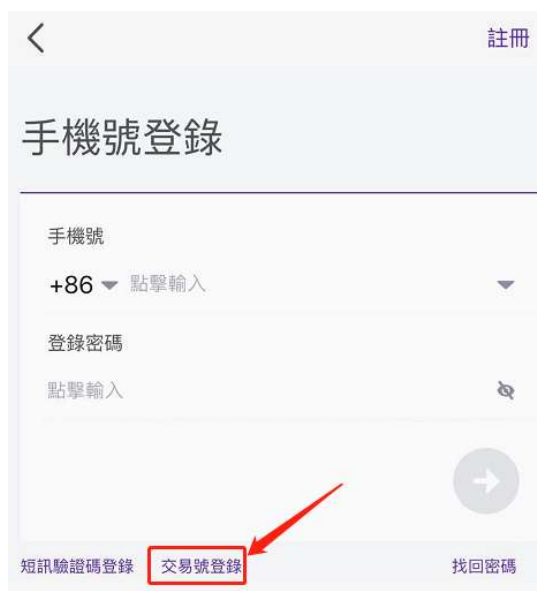 註冊
手機號登錄
手機號
+86 點擊輸入
登錄密碼
點擊輸入
短訊驗證碼登錄 交易號登錄 找回密碼